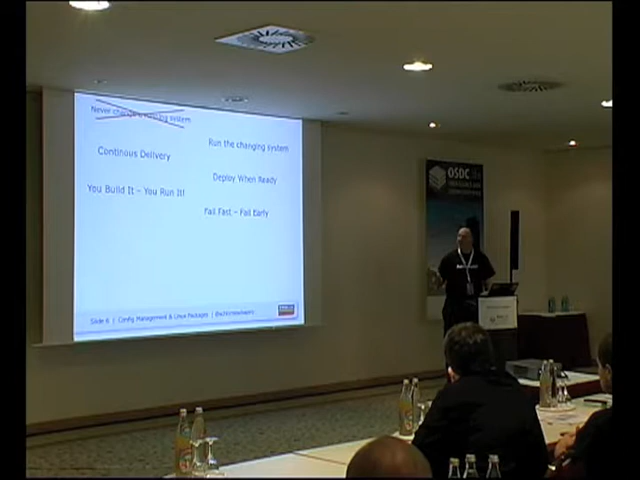 Never change a running system
Run the changing system
Continous Delivery
Deploy When Ready
You Build It – You Run It!
Fail Fast – Fail Early
Slide 6 | Config Management & Linux Packages |
OSDC